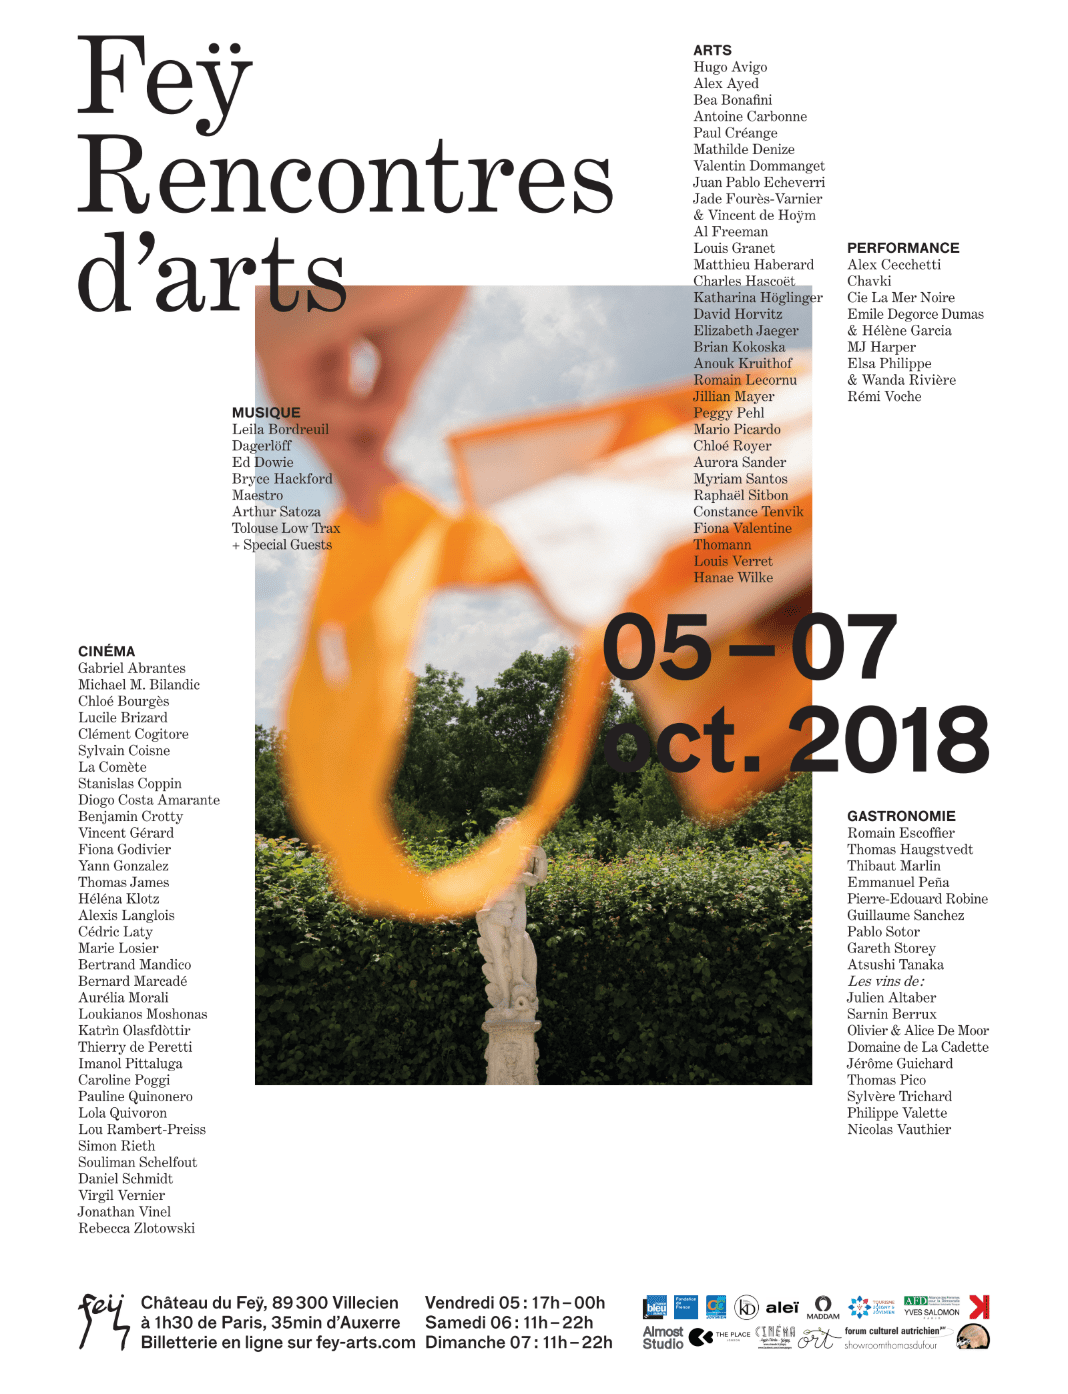 Feÿ
Rencontres
d'arts
ARTS
Hugo Avigo
Alex Ayed
Bea Bonafini
Antoine Carbonne
Paul Créange
Mathilde Denize
Valentin Dommanget
Juan Pablo Echeverri
Jade Fourès-Varnier
& Vincent de Hoÿm
Al Freeman
Louis Granet
Matthieu Haberard
Charles Hascoët
Katharina Höglinger
David Horvitz
Elizabeth Jaeger
Brian Kokoska
Anouk Kruithof
Romain Lecornu
Jillian Mayer
Peggy Pehl
Mario Picardo
Chloé Royer
Aurora Sander
Myriam Santos
Raphaël Sitbon
Constance Tenvik
Fiona Valentine
Thomann
Louis Verret
Hanae Wilke
PERFORMANCE
Alex Cecchetti
Chavki
Cie La Mer Noire
Emile Degorce Dumas
& Hélène Garcia
MJ Harper
Elsa Philippe
& Wanda Rivière
Rémi Voche
MUSIQUE
Leila Bordreuil
Dagerlöff
Ed Dowie
Bryce Hackford
Maestro
Arthur Satoza
Tolouse Low Trax
+ Special Guests
05 – 07
oct. 2018
CINÉMA
Gabriel Abrantes
Michael M. Bilandic
Chloé Bourgès
Lucile Brizard
Clément Cogitore
Sylvain Coisne
La Comète
Stanislas Coppin
Diogo Costa Amarante
Benjamin Crotty
Vincent Gérard
Fiona Godivier
Yann Gonzalez
Thomas James
Héléna Klotz
Alexis Langlois
Cédric Laty
Marie Losier
Bertrand Mandico
Bernard Marcadé
Aurélia Morali
Loukianos Moshonas
Katrìn Olasfdòttir
Thierry de Peretti
Imanol Pittaluga
Caroline Poggi
Pauline Quinonero
Lola Quivoron
Lou Rambert-Preiss
Simon Rieth
Souliman Schelfout
Daniel Schmidt
Virgil Vernier
Jonathan Vinel
Rebecca Zlotowski
GASTRONOMIE
Romain Escoffier
Thomas Haugstvedt
Thibaut Marlin
Emmanuel Peña
Pierre-Edouard Robine
Guillaume Sanchez
Pablo Sotor
Gareth Storey
Atsushi Tanaka
Les vins de :
Julien Altaber
Sarnin Berrux
Olivier & Alice De Moor
Domaine de La Cadette
Jérôme Guichard
Thomas Pico
Sylvère Trichard
Philippe Valette
Nicolas Vauthier
feÿ
Château du Feÿ, 89 300 Villecien
à 1h30 de Paris, 35min d'Auxerre
Billetterie en ligne sur fey-arts.com
Vendredi 05 : 17h – 00h
Samedi 06 : 11h – 22h
Dimanche 07 : 11h – 22h
bleu
Fondation de France
aleï
MADDAM
AFD
YVES SALOMON
Almost
Studio
THE PLACE
CINÉMA
ort
forum culturel autrichien
showroomthomasdufour